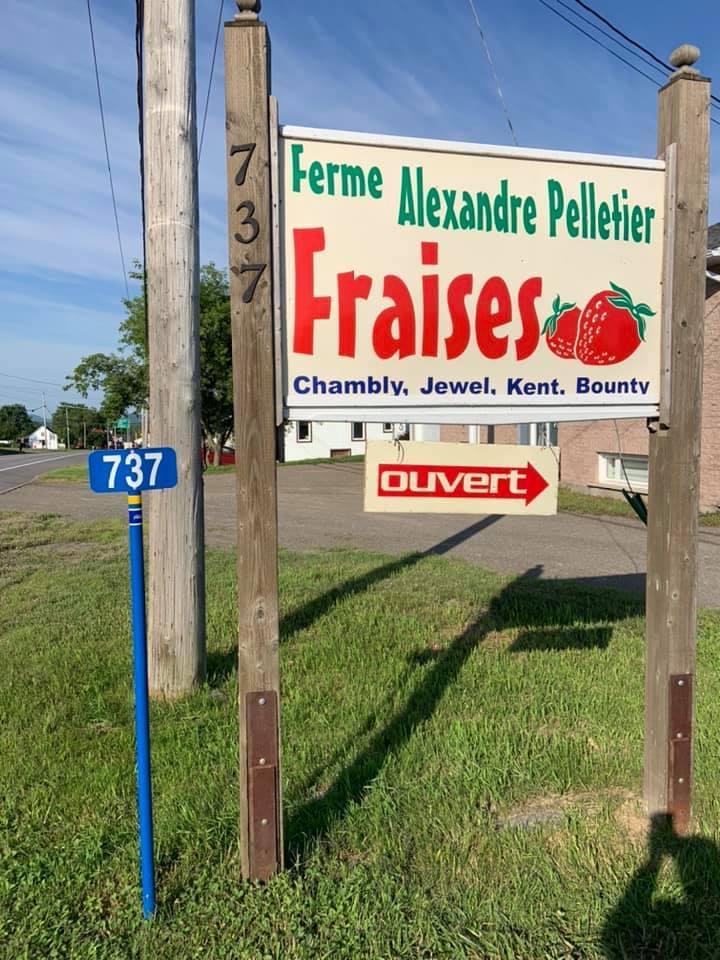 737
Ferme Alexandre Pelletier
Fraises
Chambly, Jewel, Kent, Bounty
737
ouvert